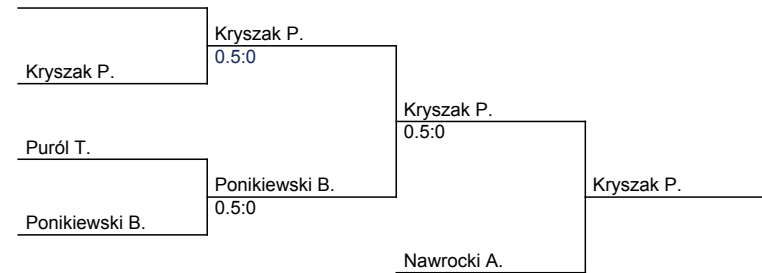 Kryszak P.
0.5:0
Kryszak P.
Kryszak P.
0.5:0
Puról T.
Ponikiewski B.
Kryszak P.
0.5:0
Ponikiewski B.
Nawrocki A.